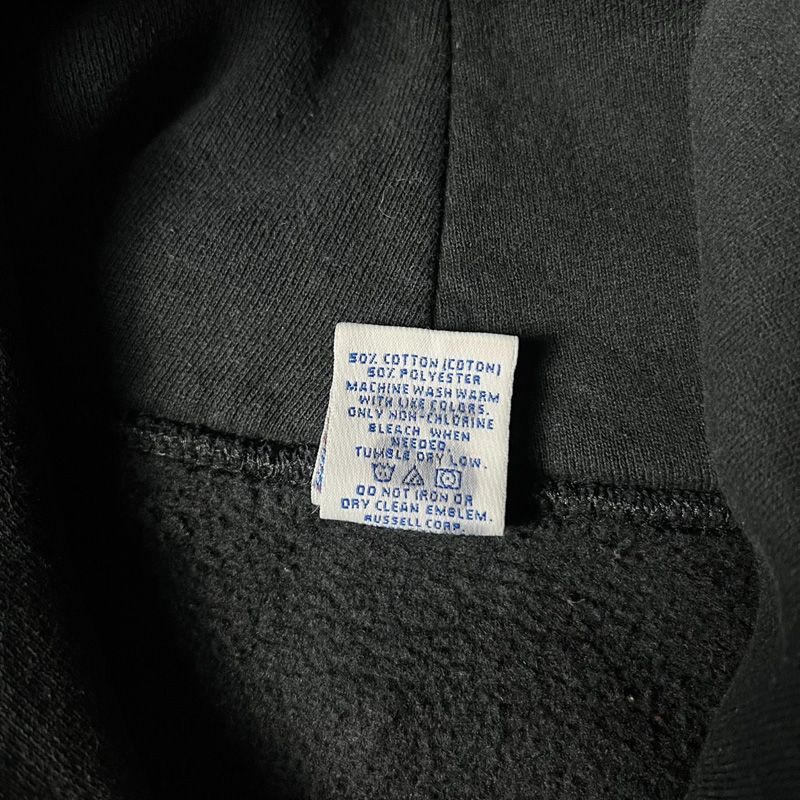 50% COTTON (COTON)
50% POLYESTER
MACHINE WASH WARM
WITH LIKE COLORS.
ONLY NON-CHLORINE
BLEACH WHEN
NEEDED.
TUMBLE DRY LOW.
DO NOT IRON OR
DRY CLEAN EMBLEM.
RUSSELL CORP.